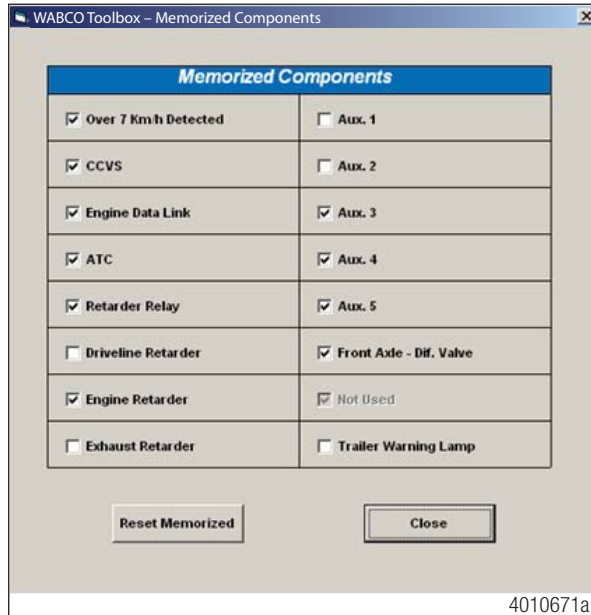 WABCO Toolbox – Memorized Components
Memorized Components
Over 7 Km/h Detected
Aux. 1
CCVS
Aux. 2
Engine Data Link
Aux. 3
ATC
Aux. 4
Retarder Relay
Aux. 5
Driveline Retarder
Front Axle - Dif. Valve
Engine Retarder
Not Used
Exhaust Retarder
Trailer Warning Lamp
Reset Memorized
Close
4010671a